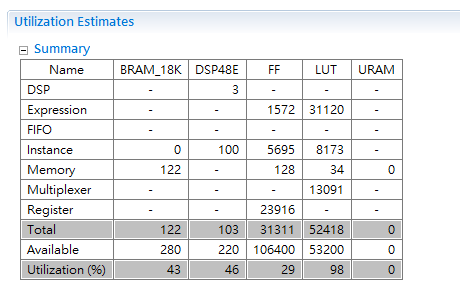 Utilization Estimates
Summary
Name BRAM_18K DSP48E FF LUT URAM
DSP - 3 - - -
Expression - - 1572 31120 -
FIFO - - - - -
Instance 0 100 5695 8173 -
Memory 122 - 128 34 0
Multiplexer - - - 13091 -
Register - - 23916 - -
Total 122 103 31311 52418 0
Available 280 220 106400 53200 0
Utilization (%) 43 46 29 98 0